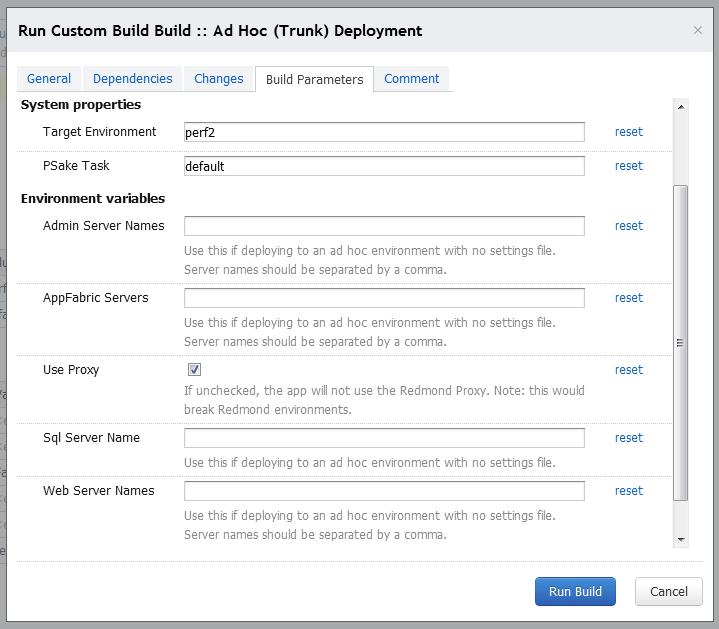 Run Custom Build Build :: Ad Hoc (Trunk) Deployment
General Dependencies Changes Build Parameters Comment
System properties
Target Environment perf2 reset
PSake Task default reset
Environment variables
Admin Server Names reset
Use this if deploying to an ad hoc environment with no settings file.
Server names should be separated by a comma.
AppFabric Servers reset
Use this if deploying to an ad hoc environment with no settings file.
Server names should be separated by a comma.
Use Proxy reset
If unchecked, the app will not use the Redmond Proxy. Note: this would
break Redmond environments.
Sql Server Name reset
Use this if deploying to an ad hoc environment with no settings file.
Web Server Names reset
Use this if deploying to an ad hoc environment with no settings file.
Server names should be separated by a comma.
Run Build Cancel